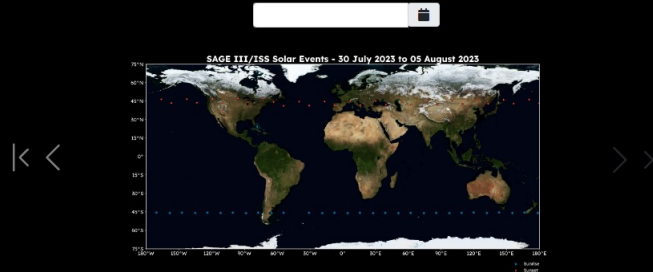 SAGE III/ISS Solar Events - 30 July 2023 to 05 August 2023
75°N
60°N
45°N
30°N
15°N
0°
15°S
30°S
45°S
60°S
75°S
180°W 150°W 120°W 90°W 60°W 30°W 0° 30°E 60°E 90°E 120°E 150°E 180°E
Sunrise
Sunset